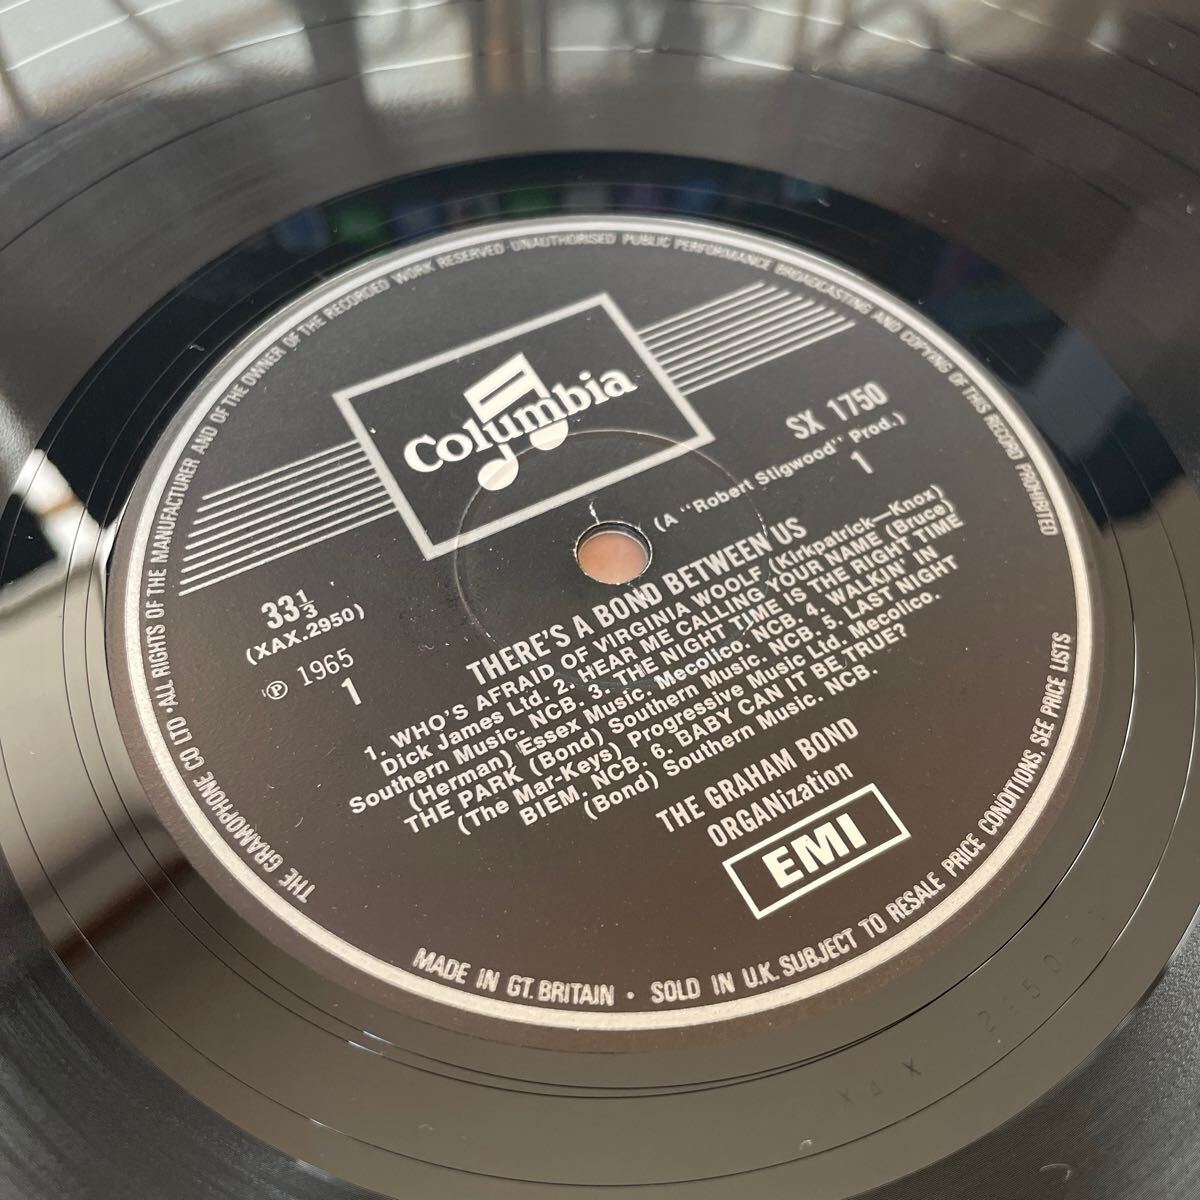 THE GRAMOPHONE CO LTD · ALL RIGHTS OF THE MANUFACTURER AND OF THE OWNER OF THE RECORDED WORK RESERVED · UNAUTHORISED PUBLIC PERFORMANCE BROADCASTING AND COPYING OF THIS RECORD PROHIBITED
Columbia
SX 1750
(A "Robert Stigwood" Prod.)
1
33 1/3
(XAX.2950)
Ⓟ 1965
1
THERE'S A BOND BETWEEN US
1. WHO'S AFRAID OF VIRGINIA WOOLF (Kirkpatrick—Knox)
Dick James Ltd. 2. HEAR ME CALLING YOUR NAME (Bruce)
Southern Music. NCB. 3. THE NIGHT TIME IS THE RIGHT TIME
(Herman) Essex Music. Mecolico. NCB. 4. WALKIN' IN
THE PARK (Bond) Southern Music. NCB. 5. LAST NIGHT
(The Mar-Keys) Progressive Music Ltd. Mecolico.
BIEM. NCB. 6. BABY CAN IT BE TRUE?
(Bond) Southern Music. NCB.
THE GRAHAM BOND
ORGANization
EMI
MADE IN GT. BRITAIN · SOLD IN U.K. SUBJECT TO RESALE PRICE CONDITIONS, SEE PRICE LISTS